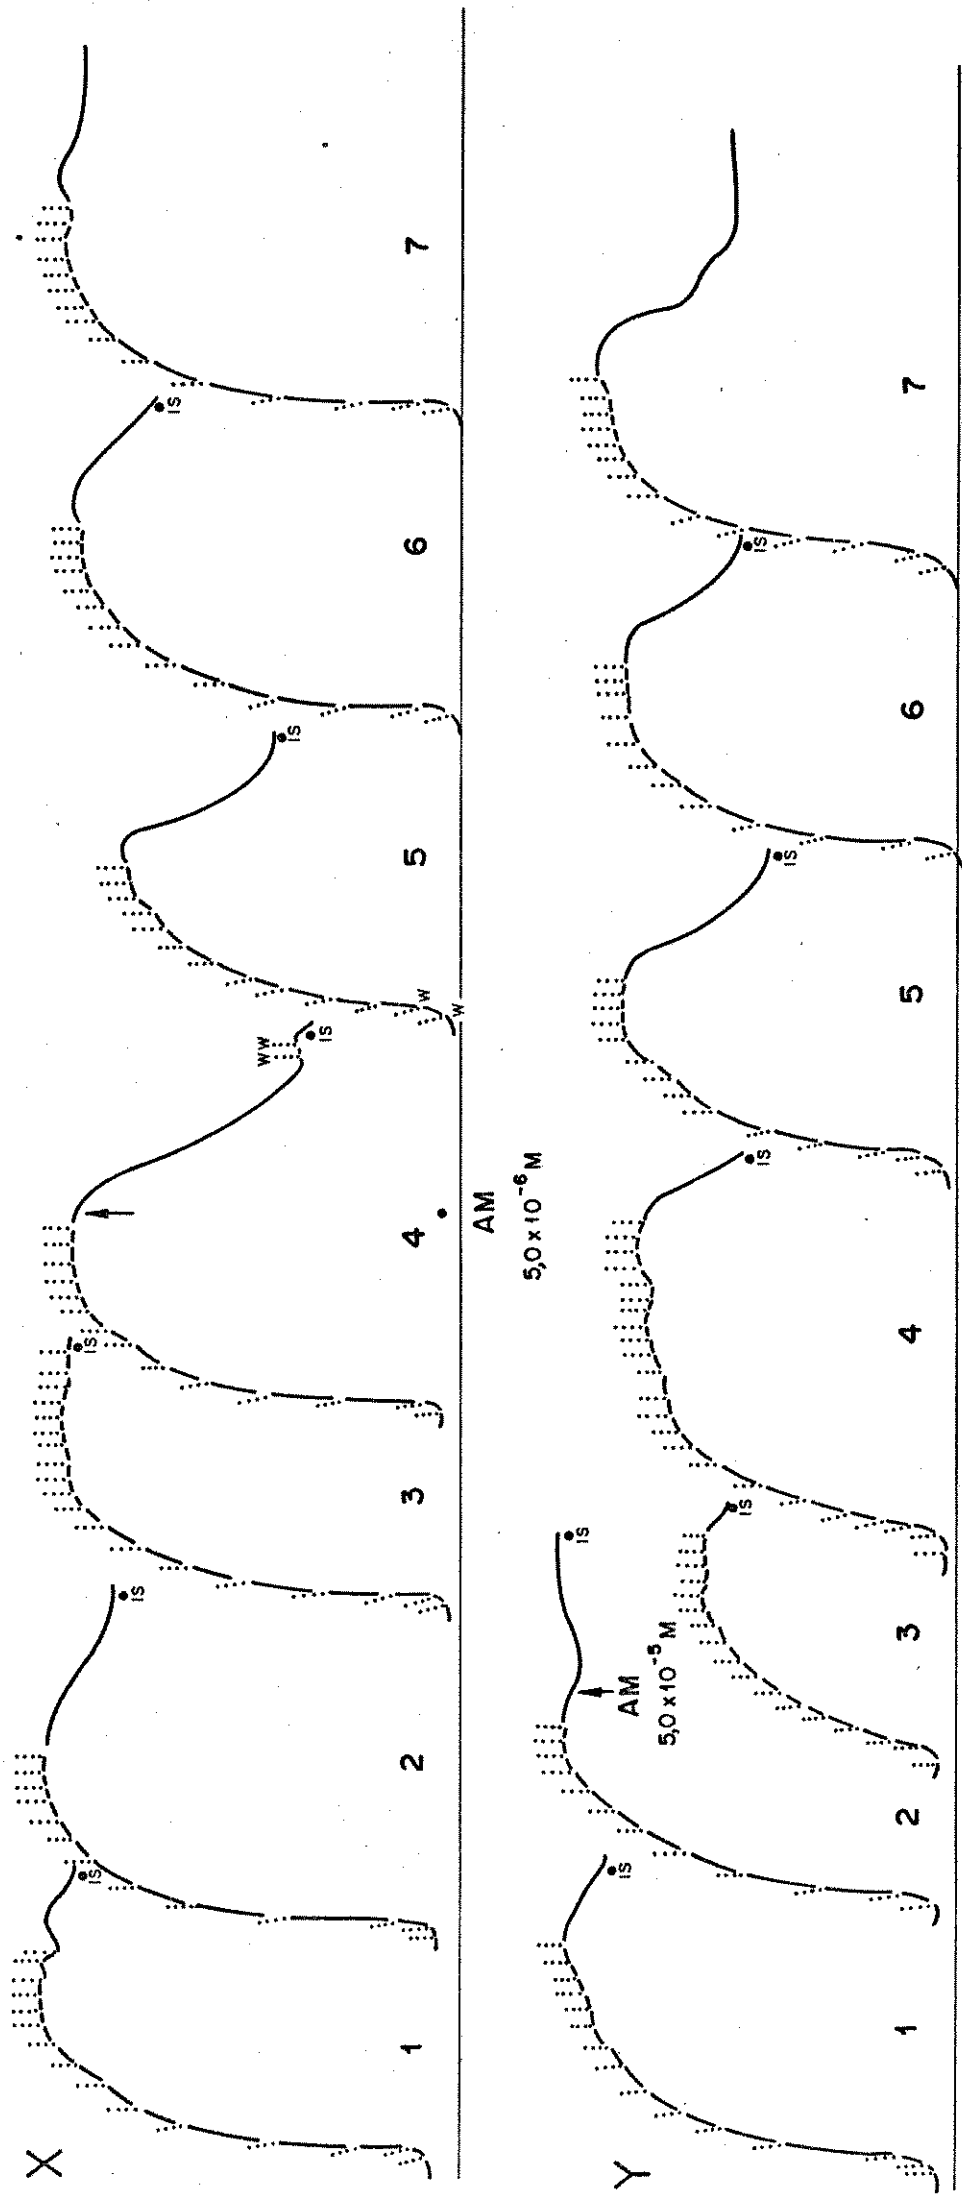 X
IS
IS
IS
WW
IS
W
W
IS
IS
1 2 3 4 5 6 7
AM
5,0 x 10⁻⁶ M
Y
IS
IS
AM
5,0 x 10⁻⁵ M
IS
IS
IS
IS
1 2 3 4 5 6 7